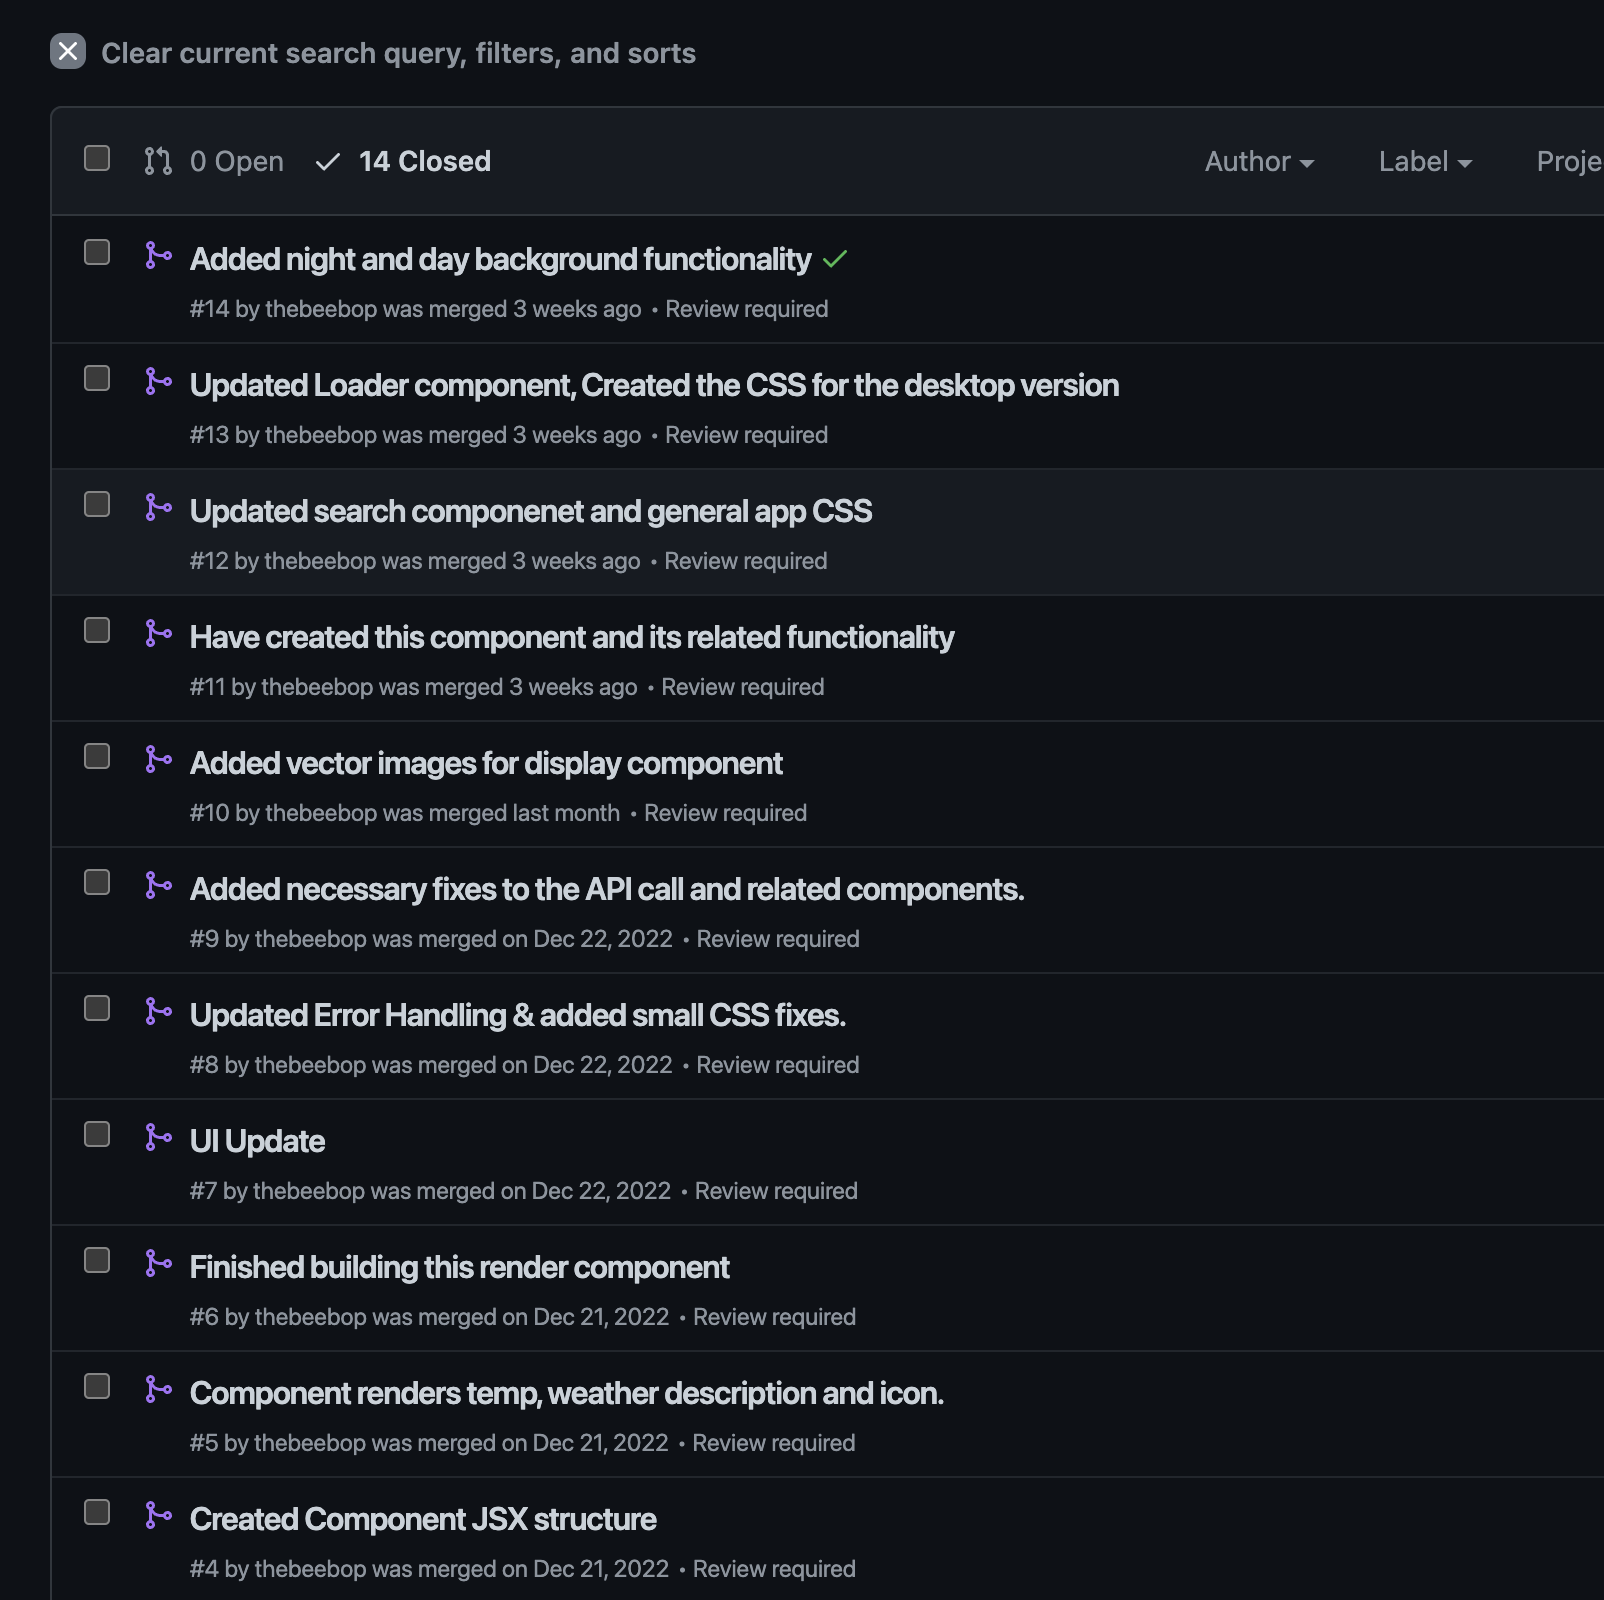 Clear current search query, filters, and sorts
0 Open 14 Closed Author Label Proje
Added night and day background functionality
#14 by thebeebop was merged 3 weeks ago • Review required
Updated Loader component, Created the CSS for the desktop version
#13 by thebeebop was merged 3 weeks ago • Review required
Updated search componenet and general app CSS
#12 by thebeebop was merged 3 weeks ago • Review required
Have created this component and its related functionality
#11 by thebeebop was merged 3 weeks ago • Review required
Added vector images for display component
#10 by thebeebop was merged last month • Review required
Added necessary fixes to the API call and related components.
#9 by thebeebop was merged on Dec 22, 2022 • Review required
Updated Error Handling & added small CSS fixes.
#8 by thebeebop was merged on Dec 22, 2022 • Review required
UI Update
#7 by thebeebop was merged on Dec 22, 2022 • Review required
Finished building this render component
#6 by thebeebop was merged on Dec 21, 2022 • Review required
Component renders temp, weather description and icon.
#5 by thebeebop was merged on Dec 21, 2022 • Review required
Created Component JSX structure
#4 by thebeebop was merged on Dec 21, 2022 • Review required